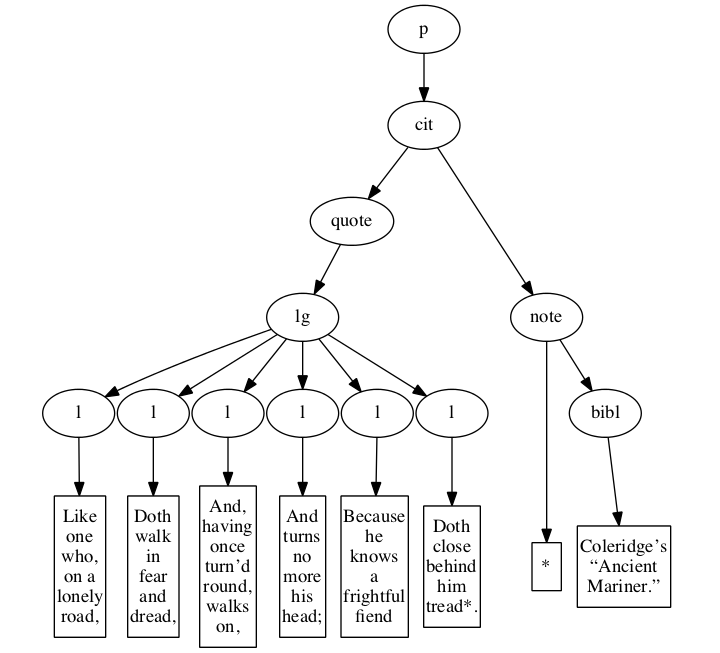 p
cit
quote
lg
note
l
l
l
l
l
l
bibl
Like
one
who,
on a
lonely
road,
Doth
walk
in
fear
and
dread,
And,
having
once
turn’d
round,
walks
on,
And
turns
no
more
his
head;
Because
he
knows
a
frightful
fiend
Doth
close
behind
him
tread*.
*
Coleridge’s
“Ancient
Mariner.”